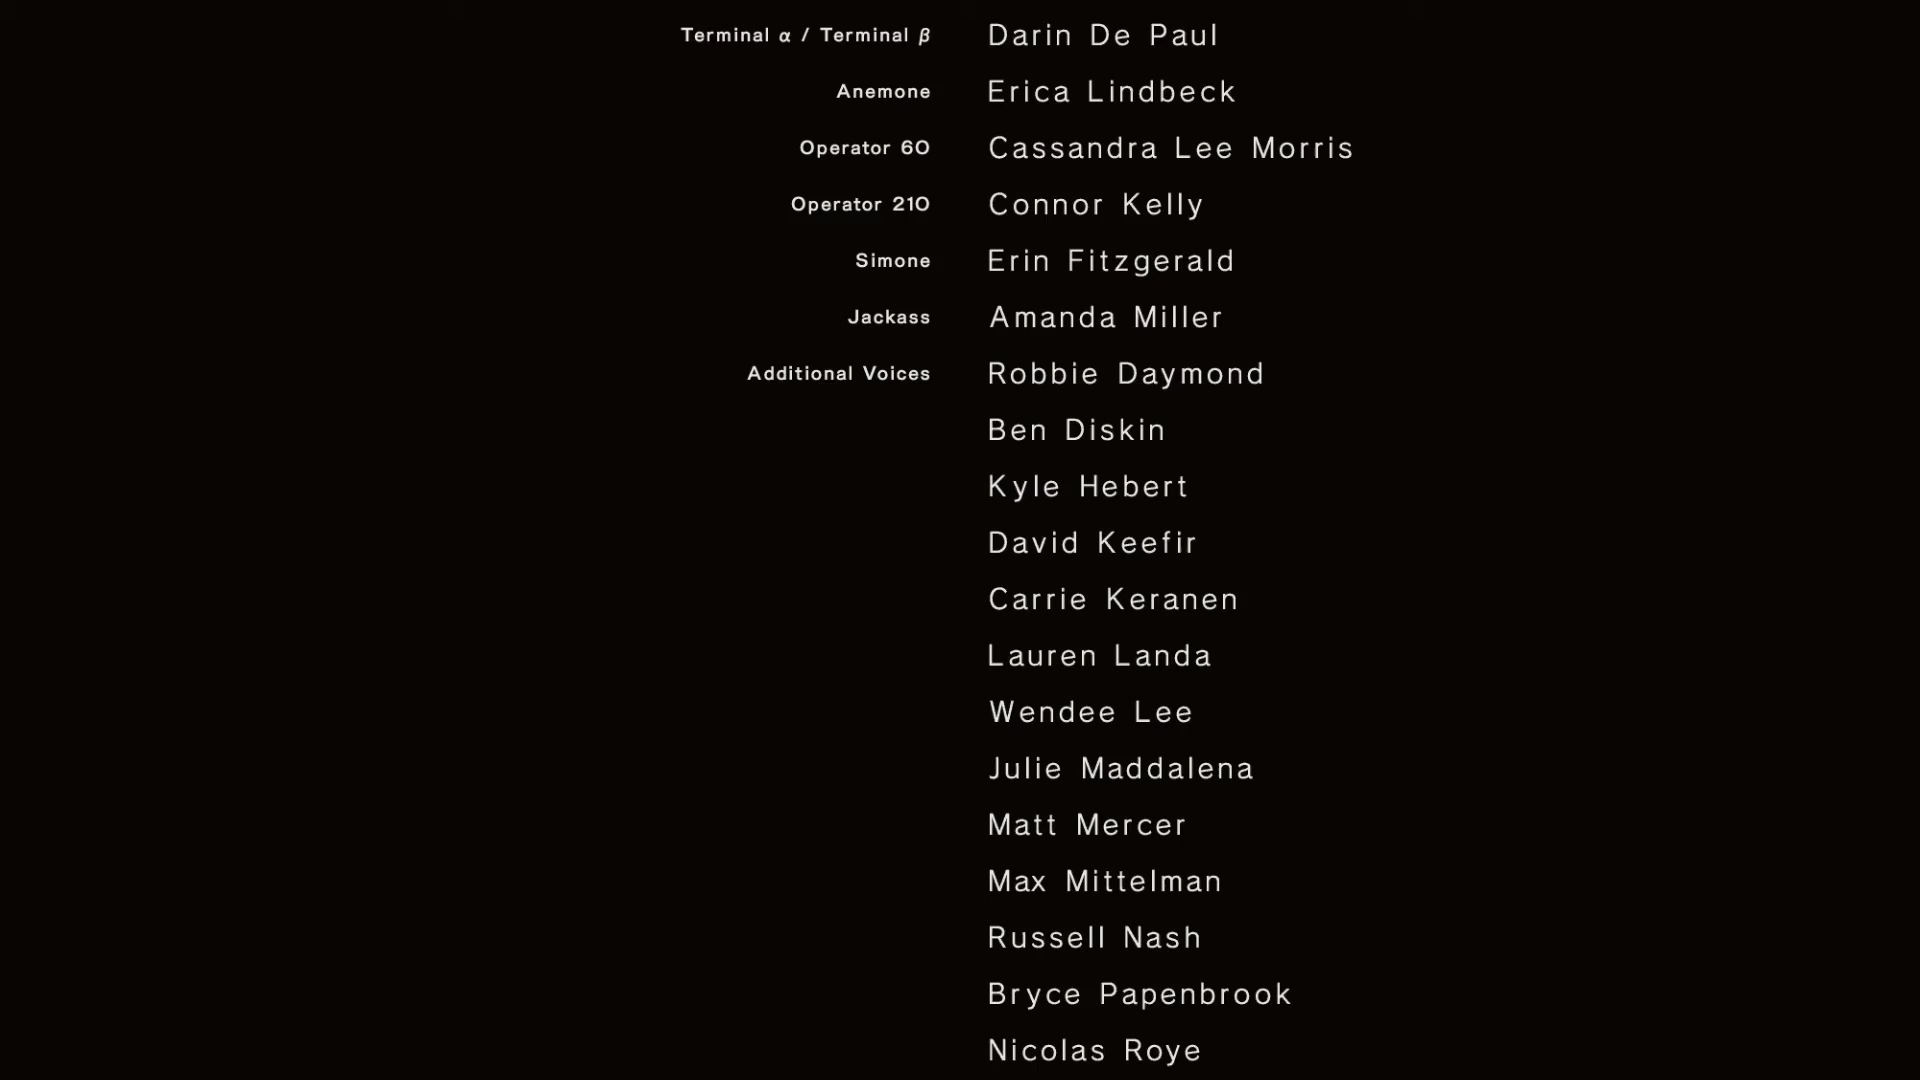 Terminal α / Terminal β Darin De Paul
Anemone Erica Lindbeck
Operator 6O Cassandra Lee Morris
Operator 21O Connor Kelly
Simone Erin Fitzgerald
Jackass Amanda Miller
Additional Voices Robbie Daymond
Ben Diskin
Kyle Hebert
David Keefir
Carrie Keranen
Lauren Landa
Wendee Lee
Julie Maddalena
Matt Mercer
Max Mittelman
Russell Nash
Bryce Papenbrook
Nicolas Roye